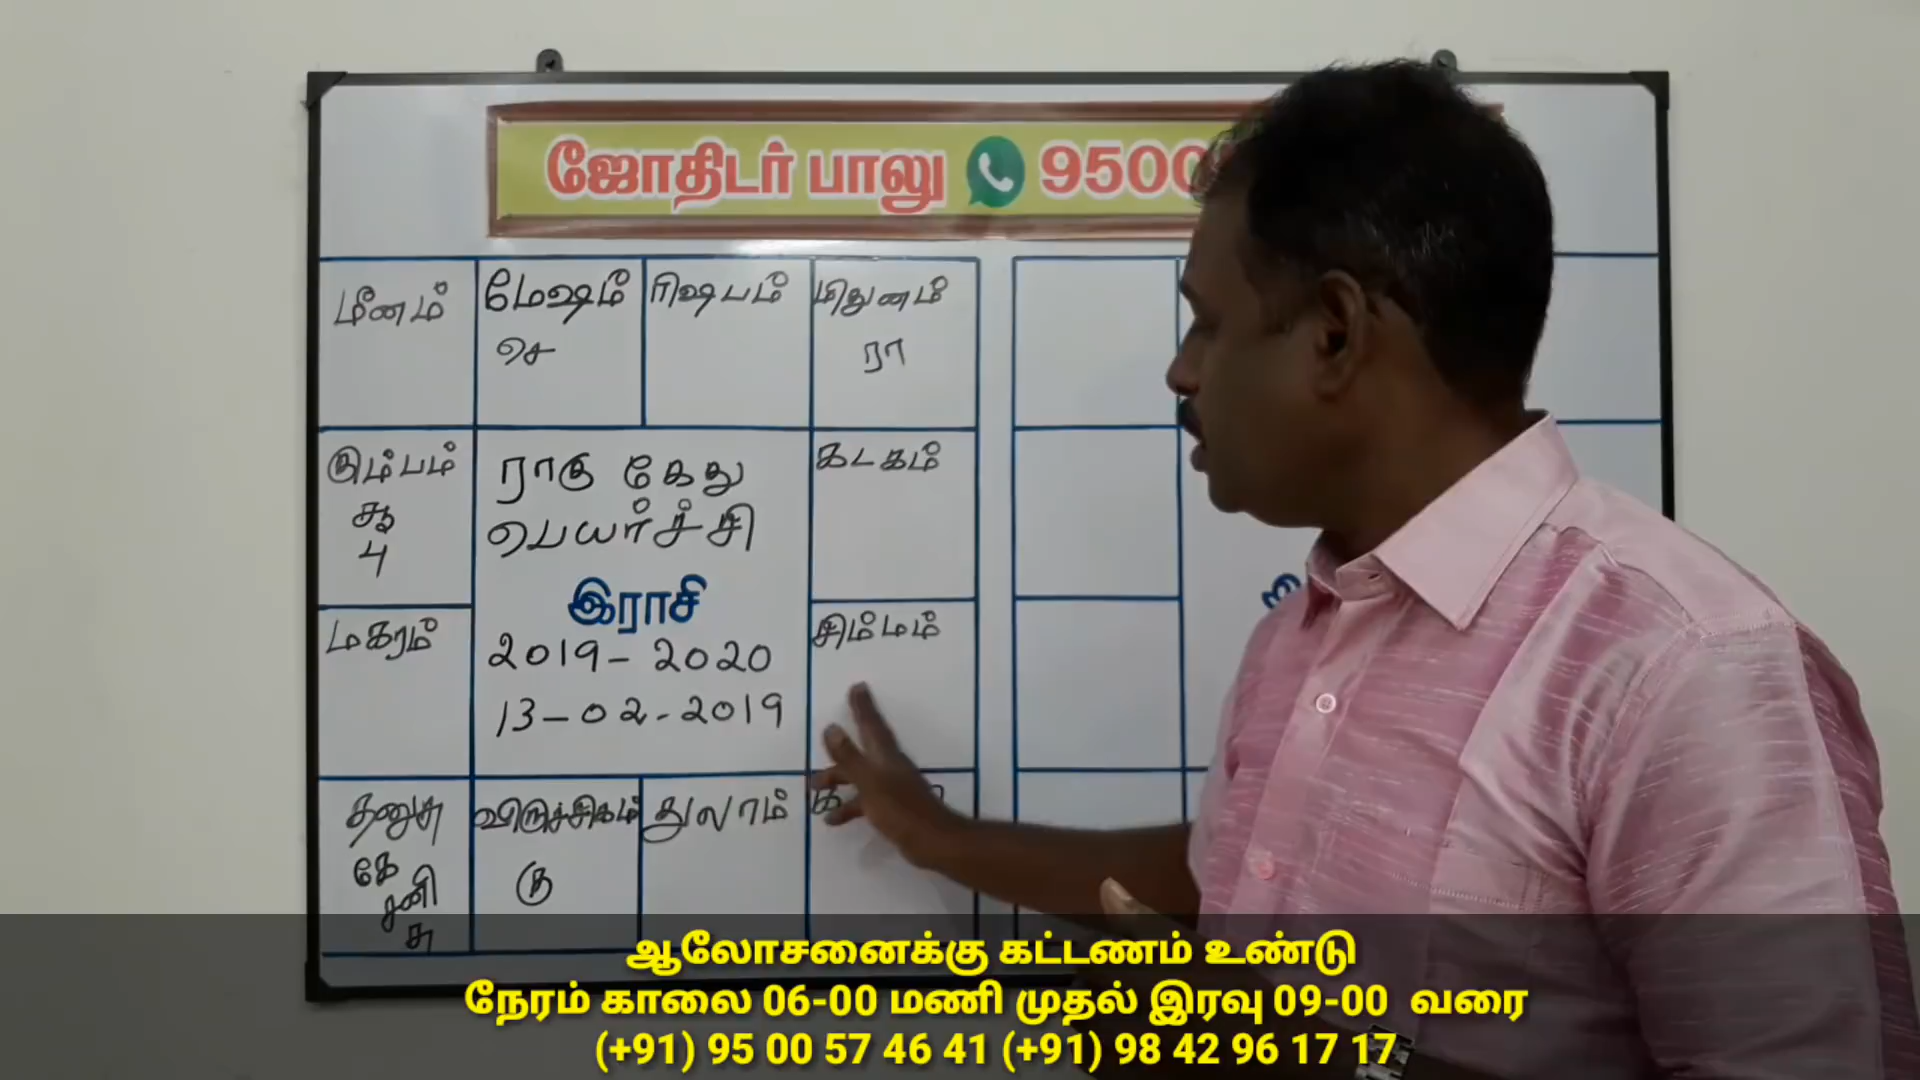 ஜோதிடர் பாலு 9500
மீனம்
மேஷம்
செ
ரிஷபம்
மிதுனம்
ரா
கும்பம்
சூ
பு
ராகு கேது
பெயர்ச்சி
இராசி
2019-2020
13-02-2019
கடகம்
மகரம்
சிம்மம்
தனுசு
கே
சனி
சு
விருச்சிகம்
கு
துலாம்
ஆலோசனைக்கு கட்டணம் உண்டு
நேரம் காலை 06-00 மணி முதல் இரவு 09-00 வரை
(+91) 95 00 57 46 41 (+91) 98 42 96 17 17